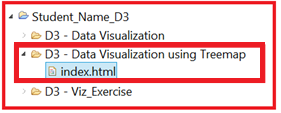 Student_Name_D3
D3 - Data Visualization
D3 - Data Visualization using Treemap
index.html
D3 - Viz_Exercise